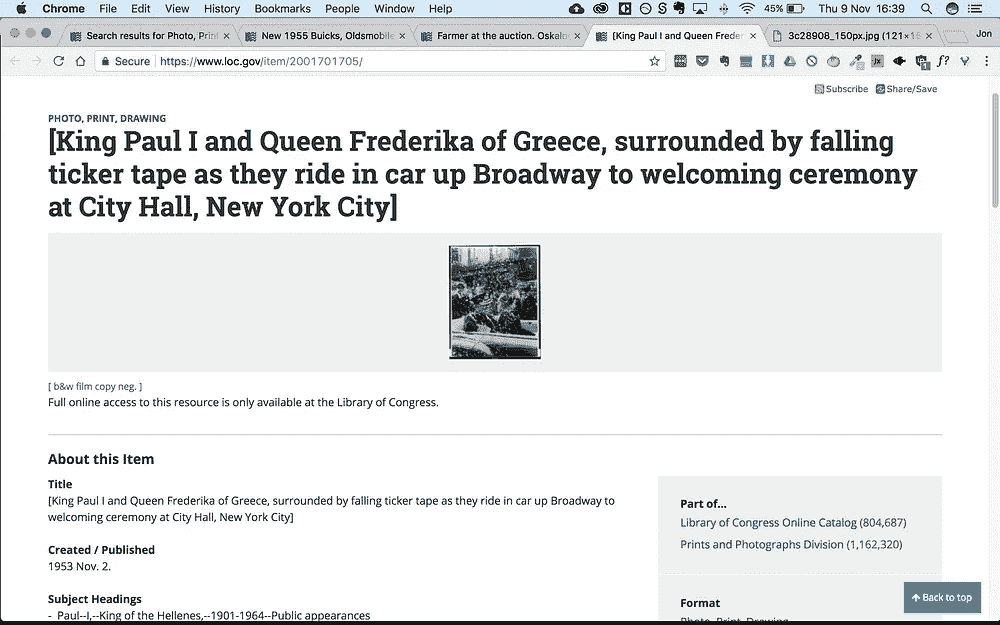 Chrome File Edit View History Bookmarks People Window Help 45% Thu 9 Nov 16:39
Search results for Photo, Prin
New 1955 Buicks, Oldsmobile
Farmer at the auction. Oskalo
[King Paul I and Queen Freder
3c28908_150px.jpg (121×15
Jon
Secure https://www.loc.gov/item/2001701705/
Subscribe Share/Save
PHOTO, PRINT, DRAWING
[King Paul I and Queen Frederika of Greece, surrounded by falling
ticker tape as they ride in car up Broadway to welcoming ceremony
at City Hall, New York City]
[ b&w film copy neg. ]
Full online access to this resource is only available at the Library of Congress.
About this Item
Title
[King Paul I and Queen Frederika of Greece, surrounded by falling ticker tape as they ride in car up Broadway to
welcoming ceremony at City Hall, New York City]
Created / Published
1953 Nov. 2.
Subject Headings
- Paul--I,--King of the Hellenes,--1901-1964--Public appearances
Part of...
Library of Congress Online Catalog (804,687)
Prints and Photographs Division (1,162,320)
Format
Photo, Print, Drawing
Back to top